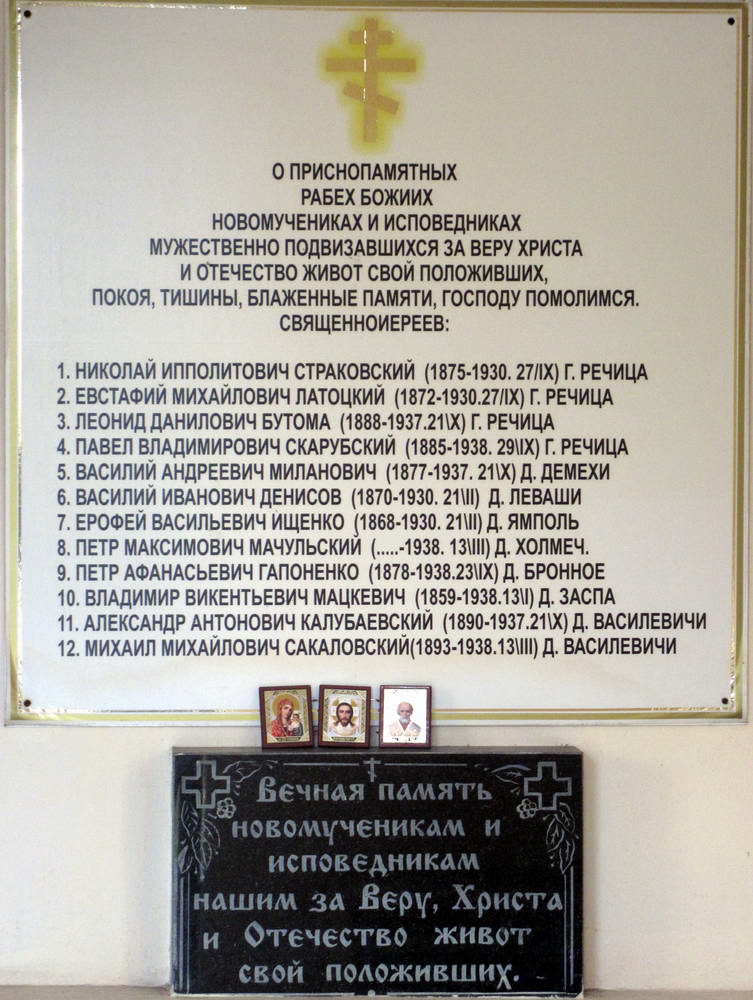 О ПРИСНОПАМЯТНЫХ
РАБЕХ БОЖИИХ
НОВОМУЧЕНИКАХ И ИСПОВЕДНИКАХ
МУЖЕСТВЕННО ПОДВИЗАВШИХСЯ ЗА ВЕРУ ХРИСТА
И ОТЕЧЕСТВО ЖИВОТ СВОЙ ПОЛОЖИВШИХ,
ПОКОЯ, ТИШИНЫ, БЛАЖЕННЫЕ ПАМЯТИ, ГОСПОДУ ПОМОЛИМСЯ.
СВЯЩЕННОИЕРЕЕВ:
1. НИКОЛАЙ ИППОЛИТОВИЧ СТРАКОВСКИЙ (1875-1930. 27/IX) Г. РЕЧИЦА
2. ЕВСТАФИЙ МИХАЙЛОВИЧ ЛАТОЦКИЙ (1872-1930.27/IX) Г. РЕЧИЦА
3. ЛЕОНИД ДАНИЛОВИЧ БУТОМА (1888-1937.21\X) Г. РЕЧИЦА
4. ПАВЕЛ ВЛАДИМИРОВИЧ СКАРУБСКИЙ (1885-1938. 29\IX) Г. РЕЧИЦА
5. ВАСИЛИЙ АНДРЕЕВИЧ МИЛАНОВИЧ (1877-1937. 21\X) Д. ДЕМЕХИ
6. ВАСИЛИЙ ИВАНОВИЧ ДЕНИСОВ (1870-1930. 21\II) Д. ЛЕВАШИ
7. ЕРОФЕЙ ВАСИЛЬЕВИЧ ИЩЕНКО (1868-1930. 21\II) Д. ЯМПОЛЬ
8. ПЕТР МАКСИМОВИЧ МАЧУЛЬСКИЙ (.....-1938. 13\III) Д. ХОЛМЕЧ.
9. ПЕТР АФАНАСЬЕВИЧ ГАПОНЕНКО (1878-1938.23\IX) Д. БРОННОЕ
10. ВЛАДИМИР ВИКЕНТЬЕВИЧ МАЦКЕВИЧ (1859-1938.13\I) Д. ЗАСПА
11. АЛЕКСАНДР АНТОНОВИЧ КАЛУБАЕВСКИЙ (1890-1937.21\X) Д. ВАСИЛЕВИЧИ
12. МИХАИЛ МИХАЙЛОВИЧ САКАЛОВСКИЙ(1893-1938.13\III) Д. ВАСИЛЕВИЧИ
Вечная память
новомученикам и
исповедникам
нашим за Веру, Христа
и Отечество живот
свой положивших.